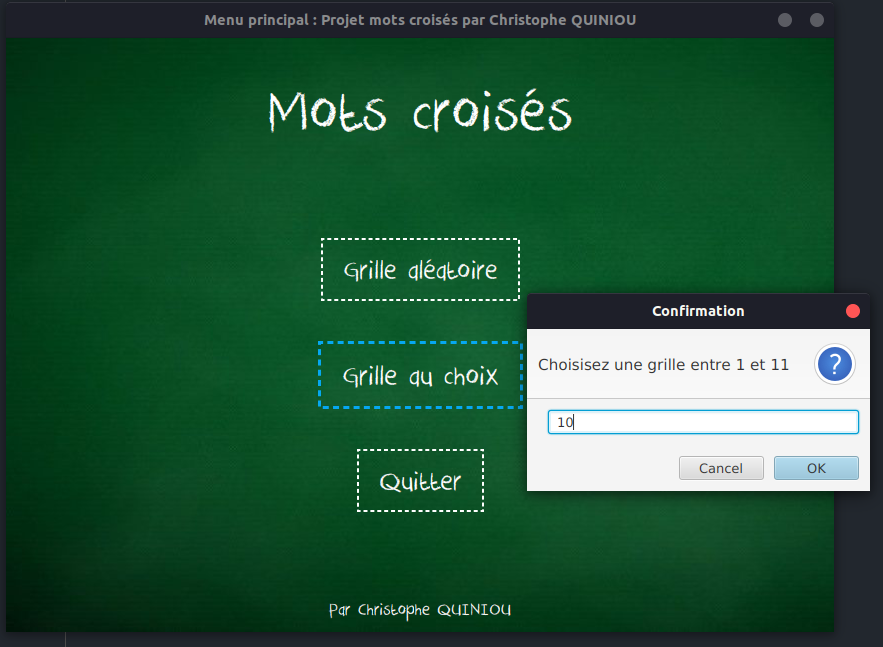 Menu principal : Projet mots croisés par Christophe QUINIOU
Mots croisés
Grille aléatoire
Confirmation
Choisisez une grille entre 1 et 11
?
Grille au choix
10
Cancel
OK
Quitter
Par Christophe QUINIOU